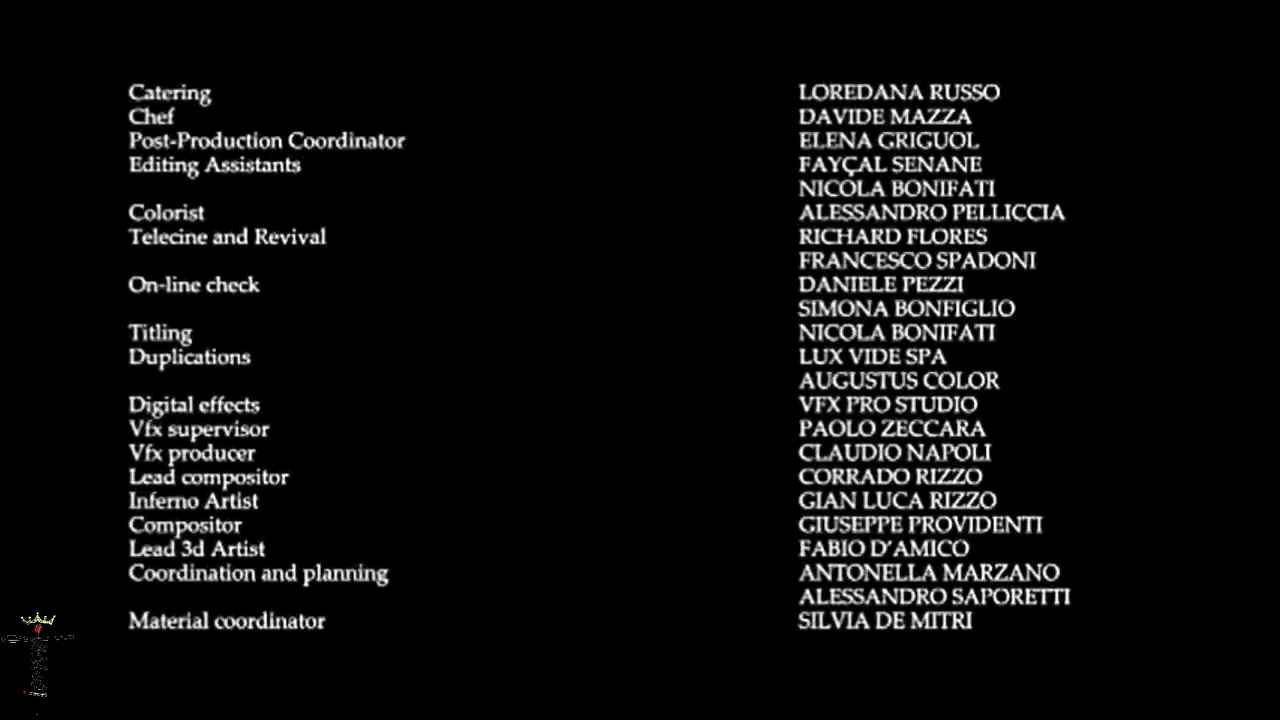 Catering LOREDANA RUSSO
Chef DAVIDE MAZZA
Post-Production Coordinator ELENA GRIGUOL
Editing Assistants FAYÇAL SENANE
NICOLA BONIFATI
Colorist ALESSANDRO PELLICCIA
Telecine and Revival RICHARD FLORES
FRANCESCO SPADONI
On-line check DANIELE PEZZI
SIMONA BONFIGLIO
Titling NICOLA BONIFATI
Duplications LUX VIDE SPA
AUGUSTUS COLOR
Digital effects VFX PRO STUDIO
Vfx supervisor PAOLO ZECCARA
Vfx producer CLAUDIO NAPOLI
Lead compositor CORRADO RIZZO
Inferno Artist GIAN LUCA RIZZO
Compositor GIUSEPPE PROVIDENTI
Lead 3d Artist FABIO D'AMICO
Coordination and planning ANTONELLA MARZANO
ALESSANDRO SAPORETTI
Material coordinator SILVIA DE MITRI